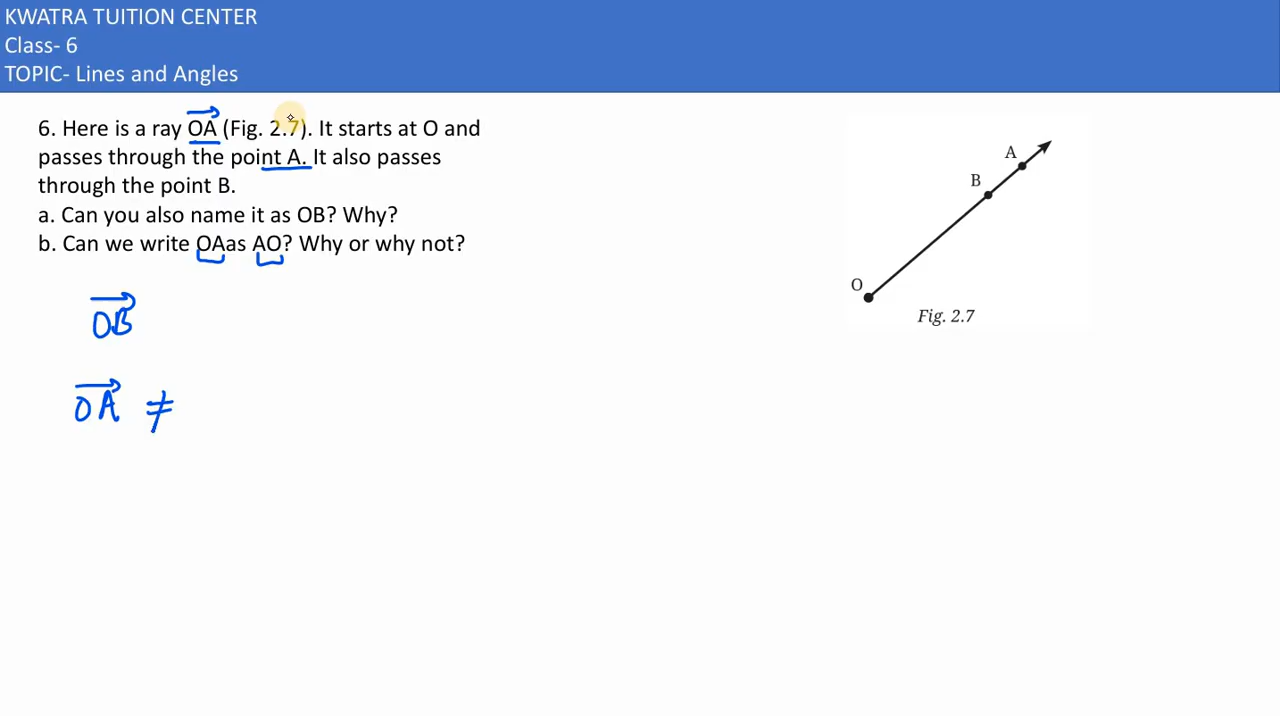 KWATRA TUITION CENTER
Class- 6
TOPIC- Lines and Angles
6. Here is a ray OA (Fig. 2.7). It starts at O and
passes through the point A. It also passes
through the point B.
a. Can you also name it as OB? Why?
b. Can we write OAas AO? Why or why not?
OB
OA ≠
A
B
O
Fig. 2.7